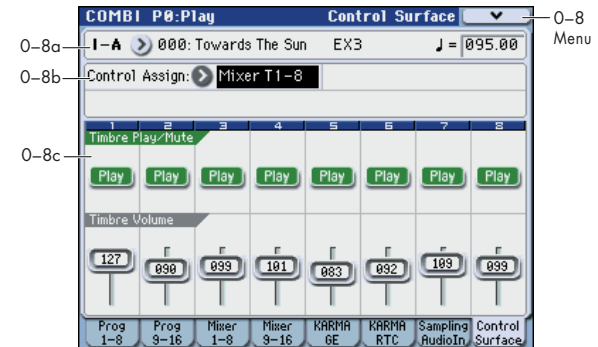 COMBI P0:Play Control Surface
0–8
Menu
0–8a
I-A 000: Towards The Sun EX3 ♩= 095.00
0–8b
Control Assign: Mixer T1-8
1 2 3 4 5 6 7 8
Timbre Play/Mute
0–8c
Play Play Play Play Play Play Play Play
Timbre Volume
127 090 099 101 083 092 109 099
Prog 1-8 Prog 9-16 Mixer 1-8 Mixer 9-16 KARMA GE KARMA RTC Sampling AudioIn Control Surface